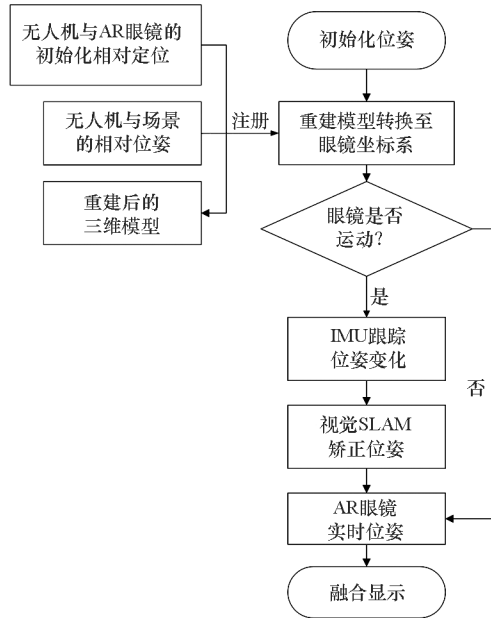 无人机与AR眼镜的
初始化相对定位
无人机与场景
的相对位姿
重建后的
三维模型
注册
初始化位姿
重建模型转换至
眼镜坐标系
眼镜是否
运动?
是
IMU跟踪
位姿变化
否
视觉SLAM
矫正位姿
AR眼镜
实时位姿
融合显示